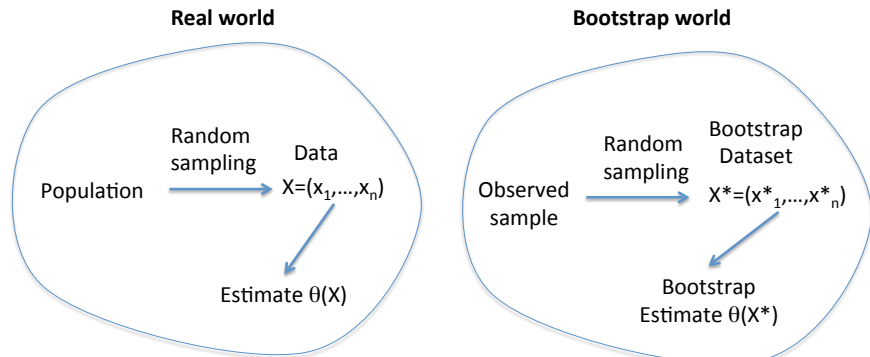 Real world
Population
Random
sampling
Data
X=(x₁,...,xₙ)
Estimate θ(X)
Bootstrap world
Observed
sample
Random
sampling
Bootstrap
Dataset
X*=(x*₁,...,x*ₙ)
Bootstrap
Estimate θ(X*)